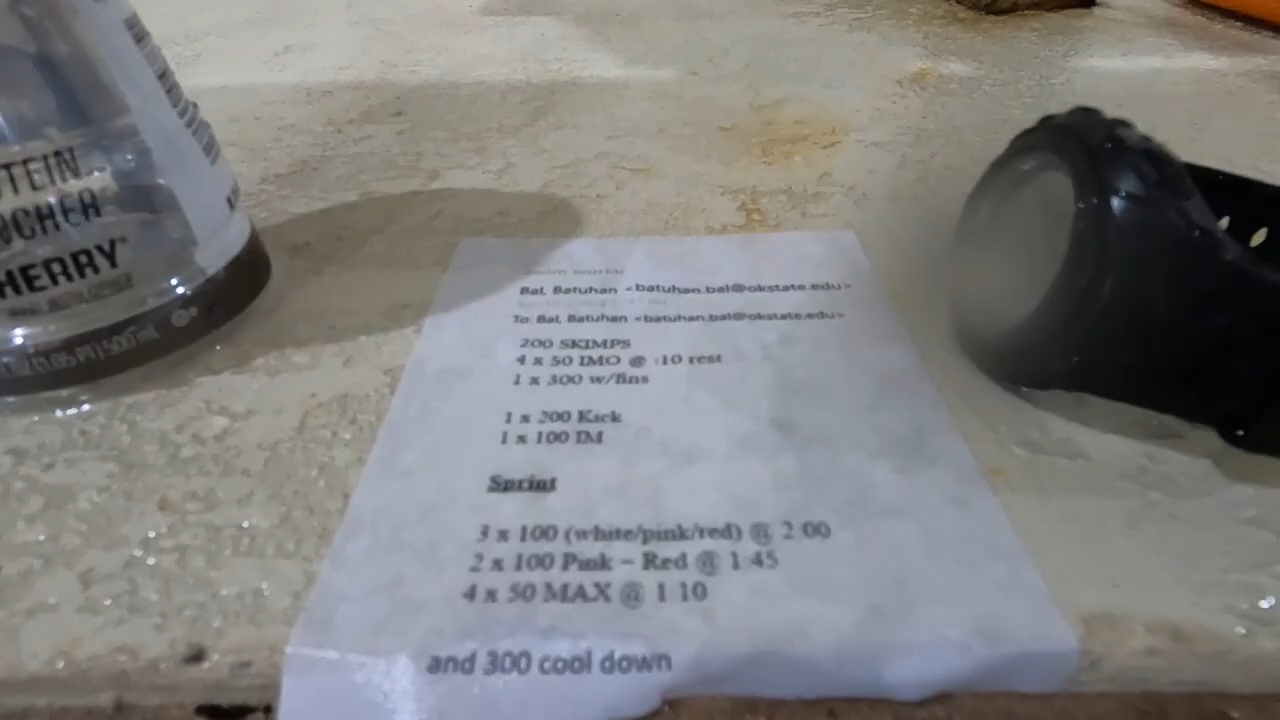 TEIN
HERRY
swim workу
Bal, Batuhan <batuhan.bal@okstate.edu>
To: Bal, Batuhan <batuhan.bal@okstate.edu>
200 SKIMPS
4 x 50 IMO @ :10 rest
1 x 300 w/fins
1 x 200 Kick
1 x 100 IM
Sprint
3 x 100 (white/pink/red) @ 2:00
2 x 100 Pink – Red @ 1:45
4 x 50 MAX @ 1:10
and 300 cool down